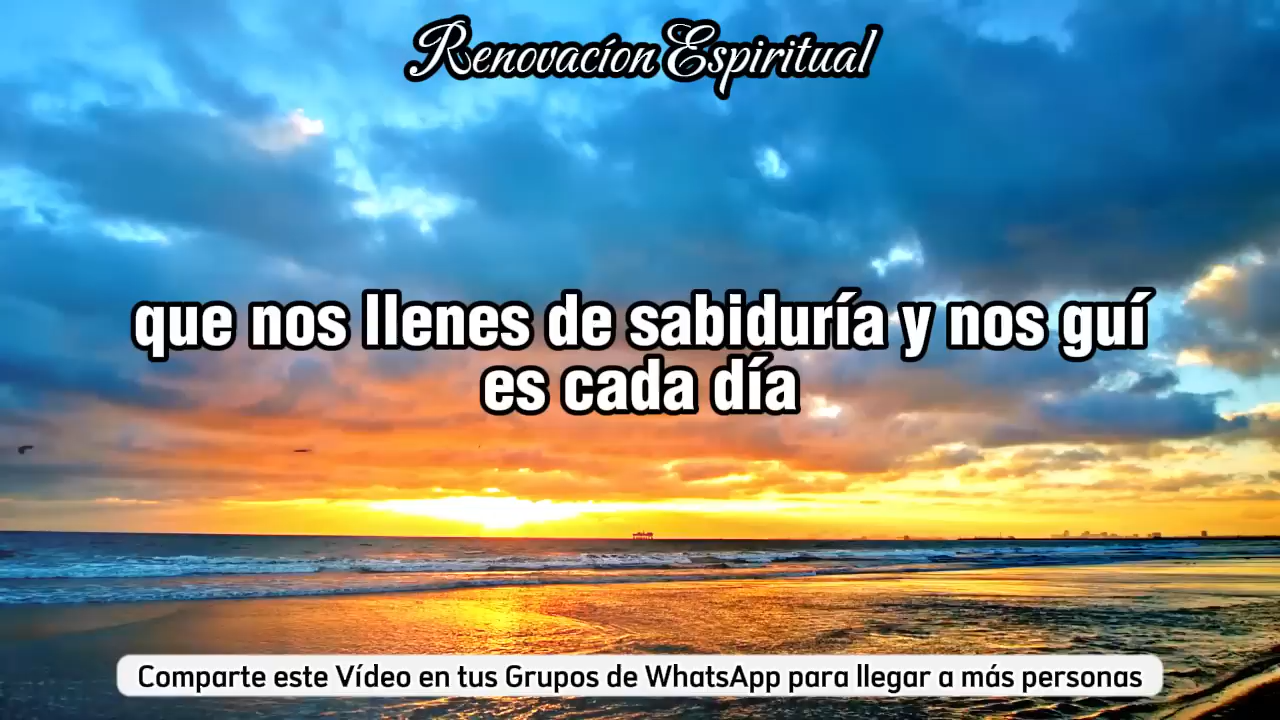 Renovacíon Espiritual
que nos llenes de sabiduría y nos guí
es cada día
Comparte este Vídeo en tus Grupos de WhatsApp para llegar a más personas